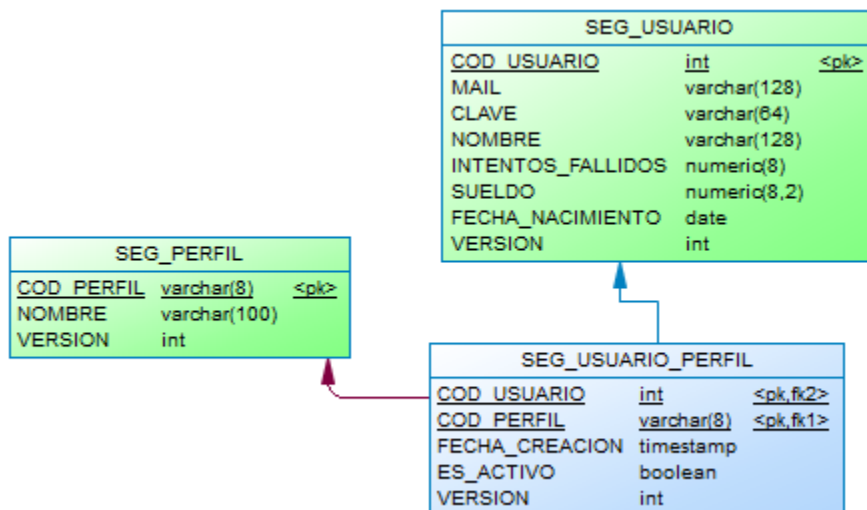 SEG_USUARIO
COD_USUARIO int <pk>
MAIL varchar(128)
CLAVE varchar(64)
NOMBRE varchar(128)
INTENTOS_FALLIDOS numeric(8)
SUELDO numeric(8,2)
FECHA_NACIMIENTO date
VERSION int
SEG_PERFIL
COD_PERFIL varchar(8) <pk>
NOMBRE varchar(100)
VERSION int
SEG_USUARIO_PERFIL
COD_USUARIO int <pk,fk2>
COD_PERFIL varchar(8) <pk,fk1>
FECHA_CREACION timestamp
ES_ACTIVO boolean
VERSION int